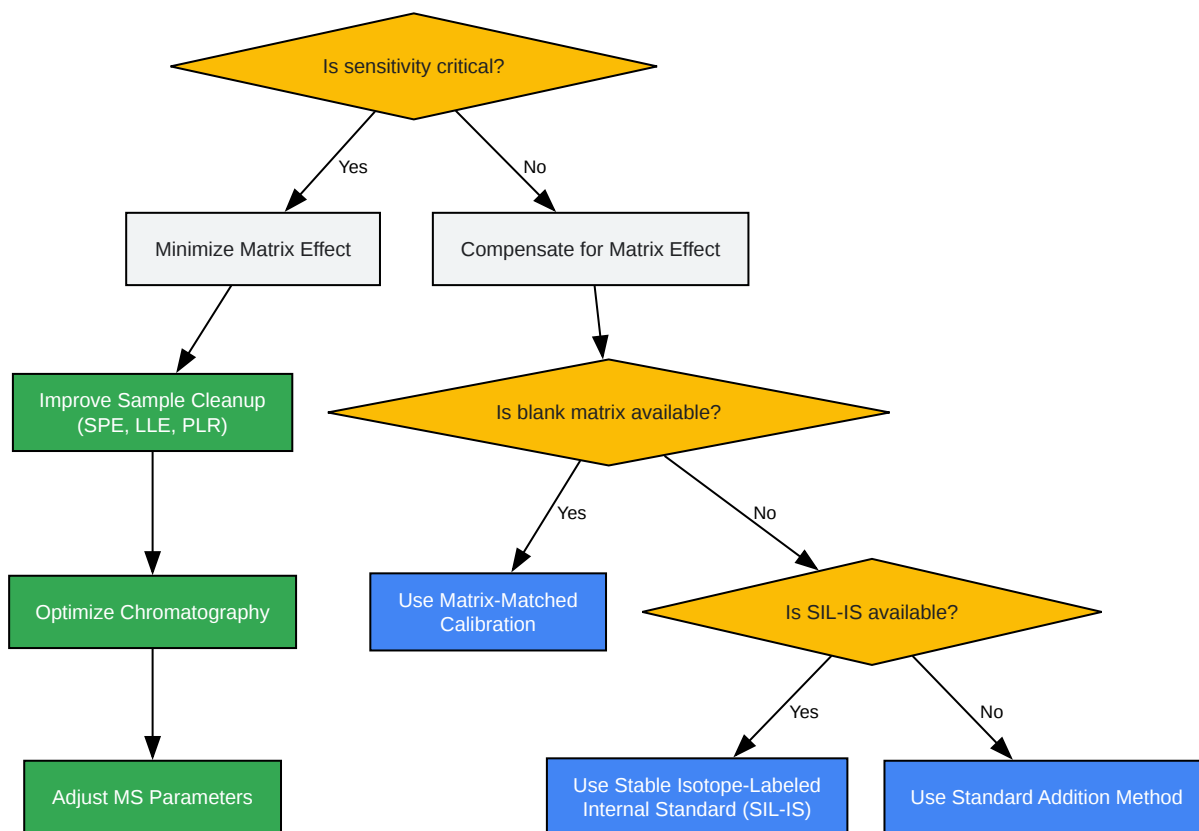 Is sensitivity critical?
Yes
No
Minimize Matrix Effect
Compensate for Matrix Effect
Improve Sample Cleanup
(SPE, LLE, PLR)
Is blank matrix available?
Yes
No
Optimize Chromatography
Use Matrix-Matched
Calibration
Is SIL-IS available?
Yes
No
Adjust MS Parameters
Use Stable Isotope-Labeled
Internal Standard (SIL-IS)
Use Standard Addition Method